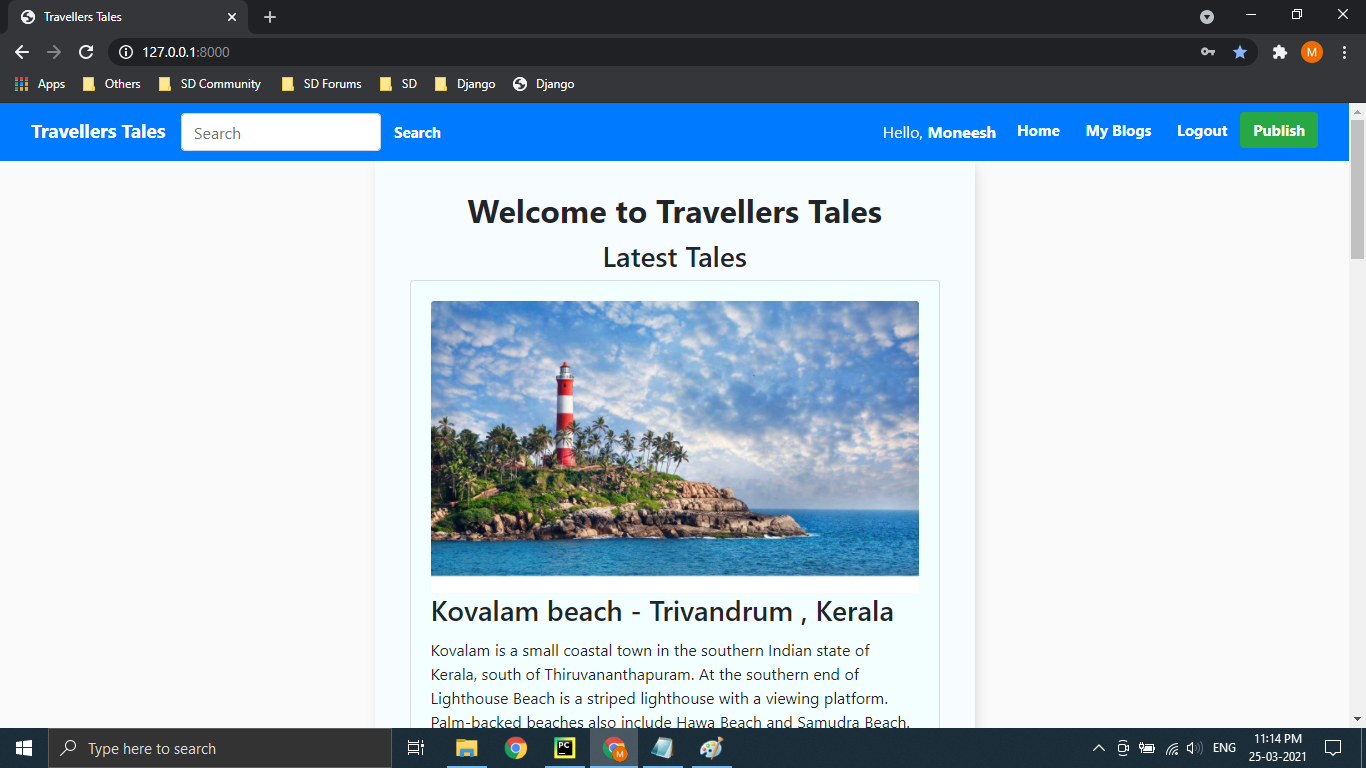 Travellers Tales
127.0.0.1:8000
M
Apps Others SD Community SD Forums SD Django Django
Travellers Tales Search Search Hello, Moneesh Home My Blogs Logout Publish
Welcome to Travellers Tales
Latest Tales
Kovalam beach - Trivandrum , Kerala
Kovalam is a small coastal town in the southern Indian state of
Kerala, south of Thiruvananthapuram. At the southern end of
Lighthouse Beach is a striped lighthouse with a viewing platform.
Palm-backed beaches also include Hawa Beach and Samudra Beach.
Type here to search PC M ENG 11:14 PM
25-03-2021